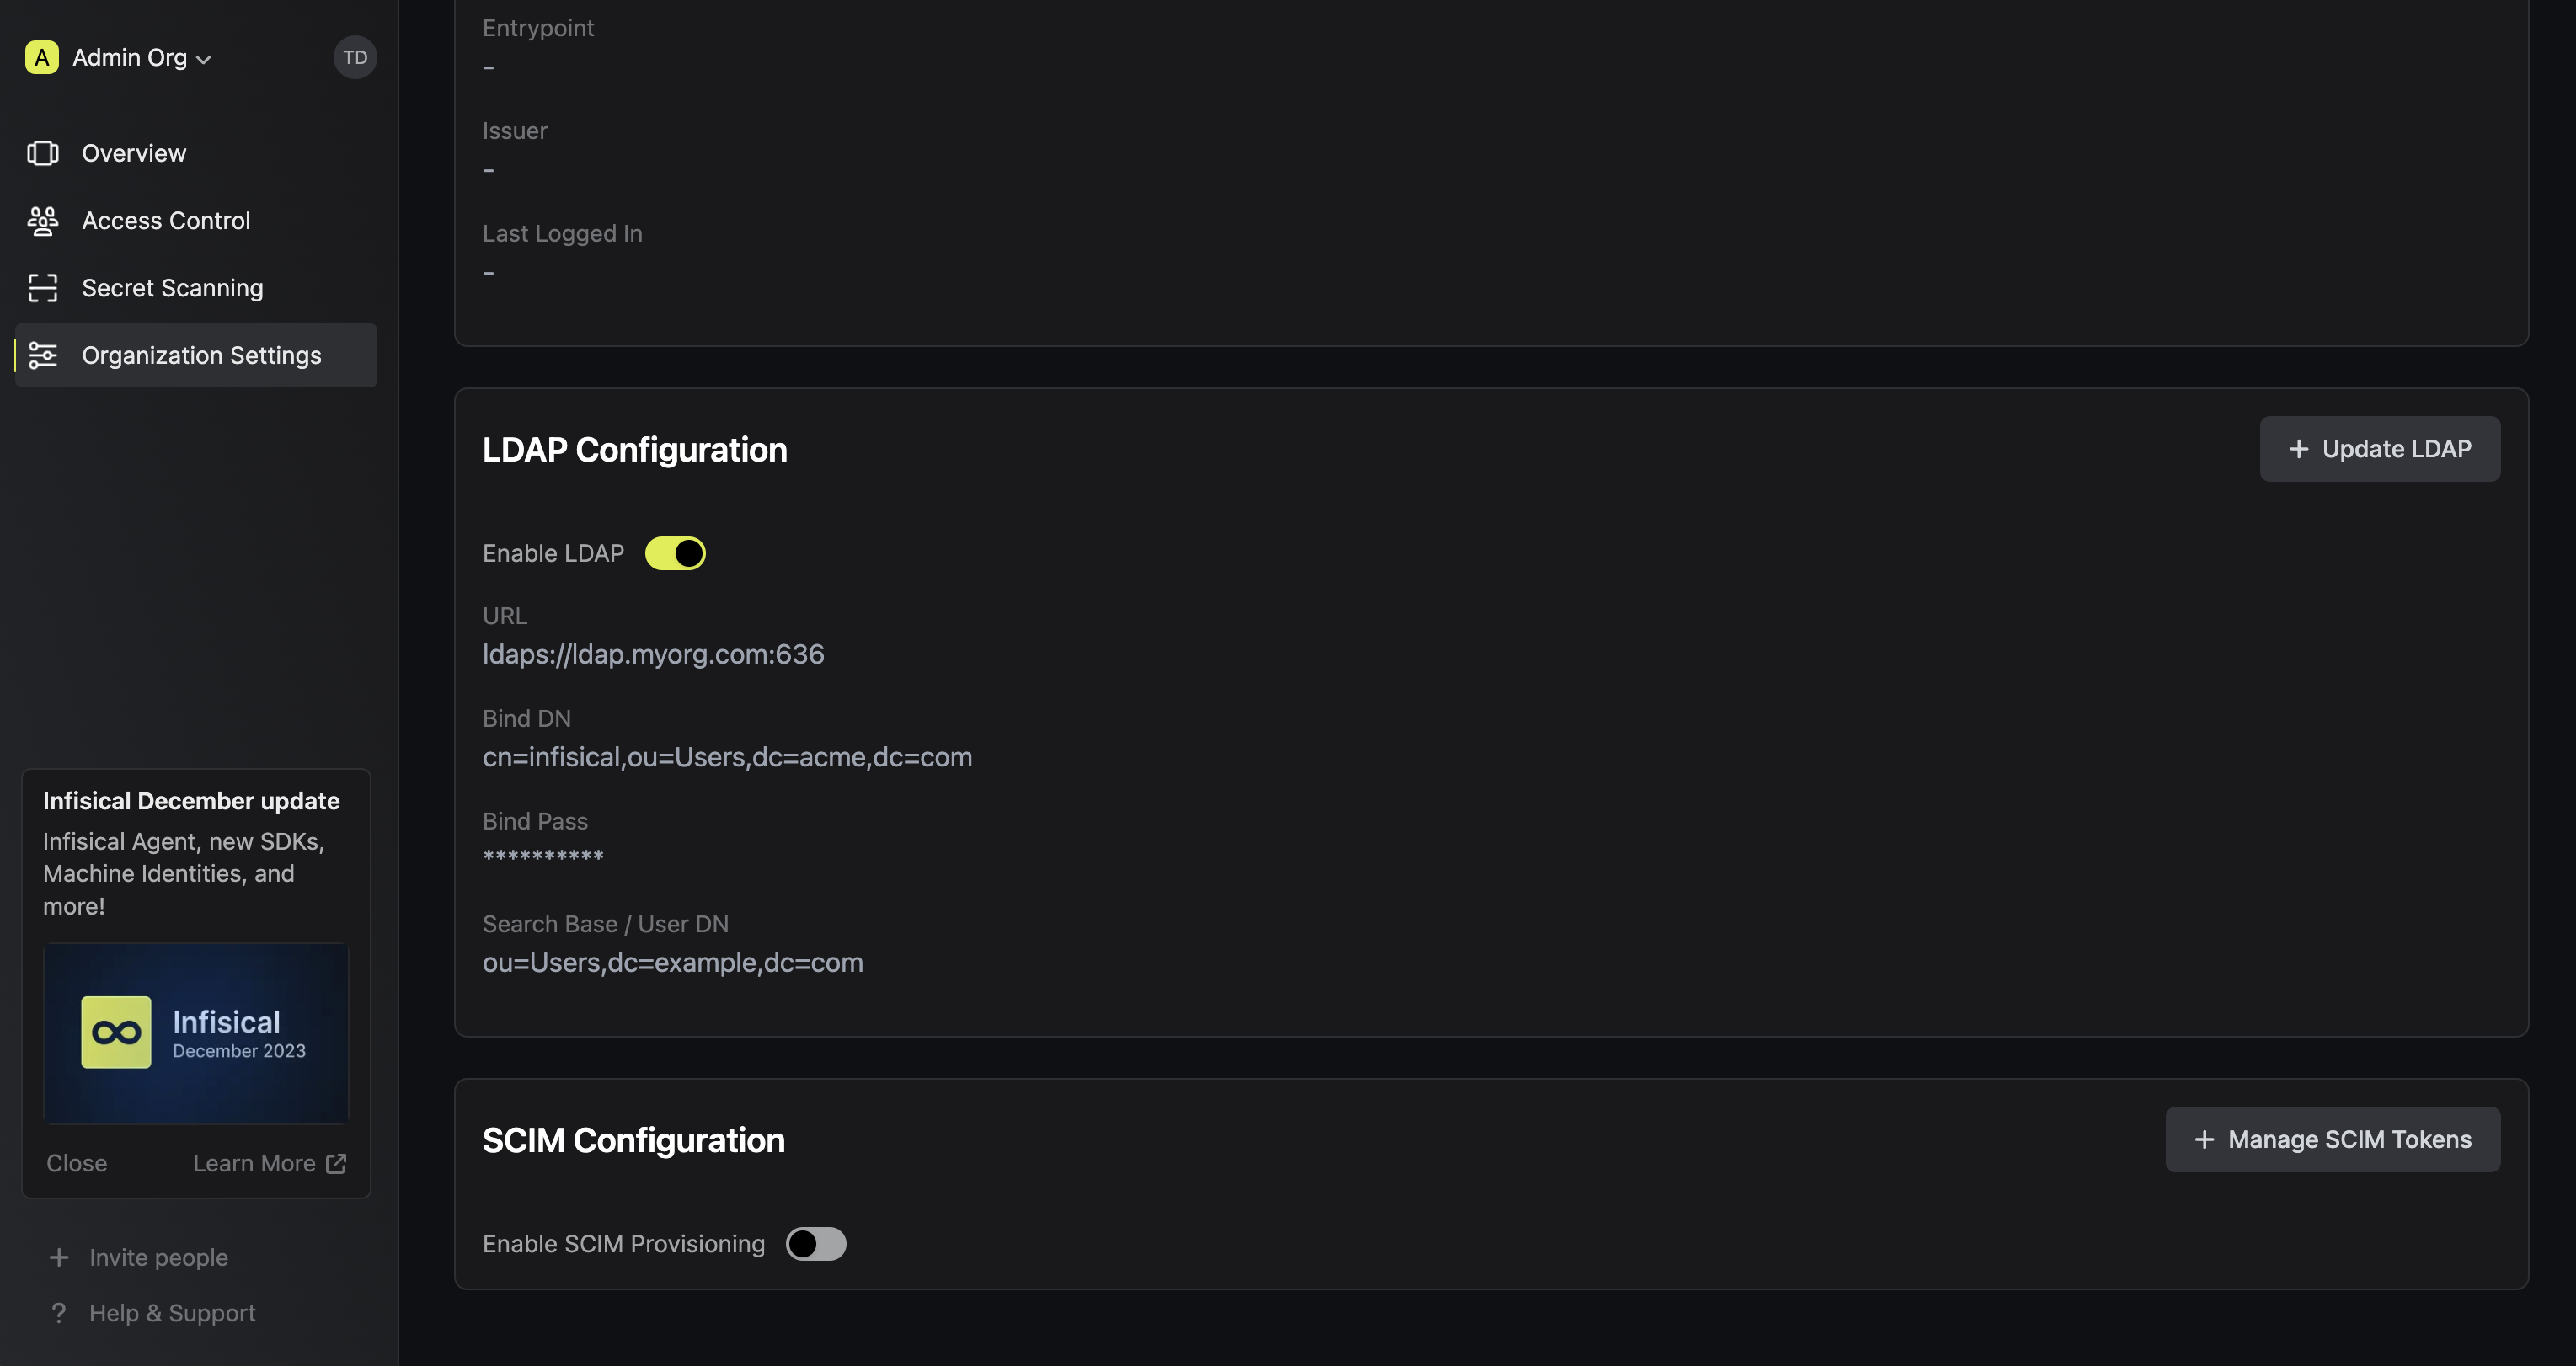 A Admin Org
TD
Overview
Access Control
Secret Scanning
Organization Settings
Infisical December update
Infisical Agent, new SDKs,
Machine Identities, and
more!
Infisical
December 2023
Close
Learn More
+ Invite people
? Help & Support
Entrypoint
-
Issuer
-
Last Logged In
-
LDAP Configuration
+ Update LDAP
Enable LDAP
URL
ldaps://ldap.myorg.com:636
Bind DN
cn=infisical,ou=Users,dc=acme,dc=com
Bind Pass
**********
Search Base / User DN
ou=Users,dc=example,dc=com
SCIM Configuration
+ Manage SCIM Tokens
Enable SCIM Provisioning